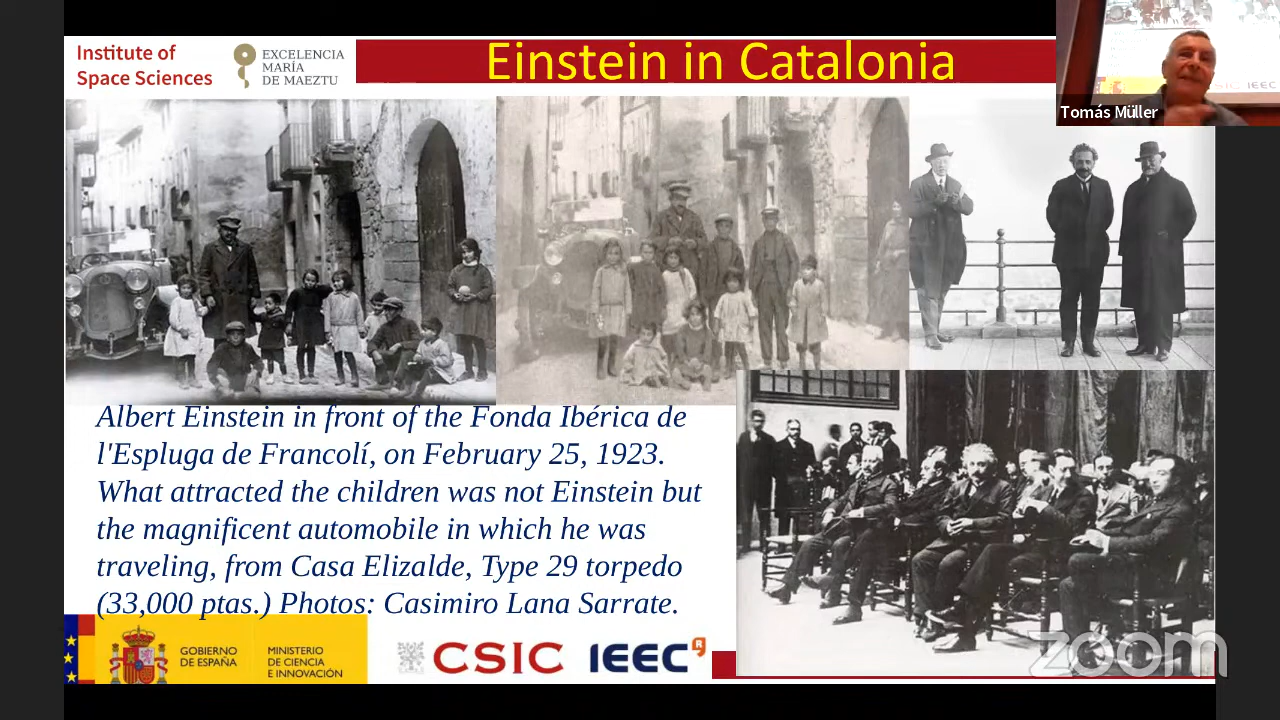 Institute of
Space Sciences
EXCELENCIA
MARÍA
DE MAEZTU
Einstein in Catalonia
CSIC IEEC
Tomás Müller
Albert Einstein in front of the Fonda Ibérica de
l'Espluga de Francolí, on February 25, 1923.
What attracted the children was not Einstein but
the magnificent automobile in which he was
traveling, from Casa Elizalde, Type 29 torpedo
(33,000 ptas.) Photos: Casimiro Lana Sarrate.
GOBIERNO
DE ESPAÑA
MINISTERIO
DE CIENCIA
E INNOVACIÓN
CSIC
IEEC
R
zoom